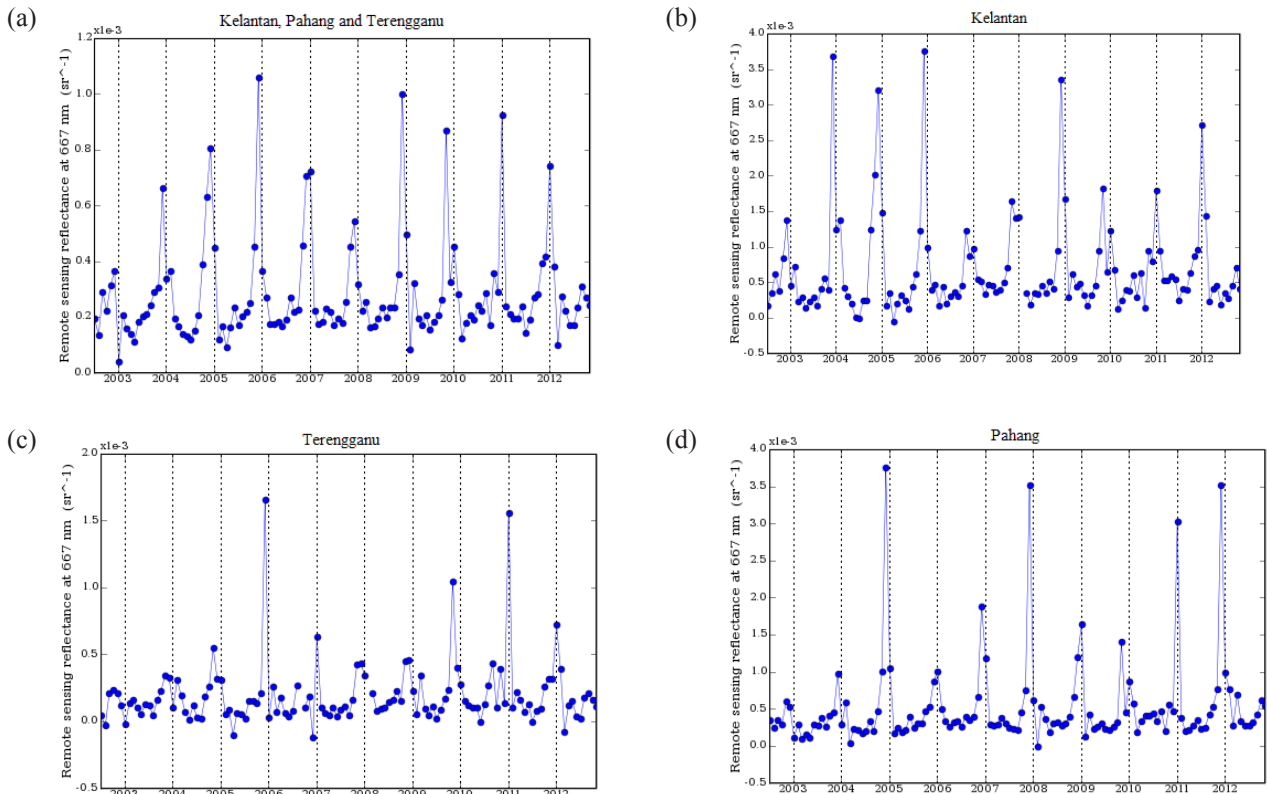 (a)
Kelantan, Pahang and Terengganu
x1e-3
1.2
1.0
0.8
0.6
0.4
0.2
0.0
Remote sensing reflectance at 667 nm (sr^-1)
2003 2004 2005 2006 2007 2008 2009 2010 2011 2012
(b)
Kelantan
x1e-3
4.0
3.5
3.0
2.5
2.0
1.5
1.0
0.5
0.0
-0.5
Remote sensing reflectance at 667 nm (sr^-1)
2003 2004 2005 2006 2007 2008 2009 2010 2011 2012
(c)
Terengganu
x1e-3
2.0
1.5
1.0
0.5
0.0
-0.5
Remote sensing reflectance at 667 nm (sr^-1)
2003 2004 2005 2006 2007 2008 2009 2010 2011 2012
(d)
Pahang
x1e-3
4.0
3.5
3.0
2.5
2.0
1.5
1.0
0.5
0.0
-0.5
Remote sensing reflectance at 667 nm (sr^-1)
2003 2004 2005 2006 2007 2008 2009 2010 2011 2012